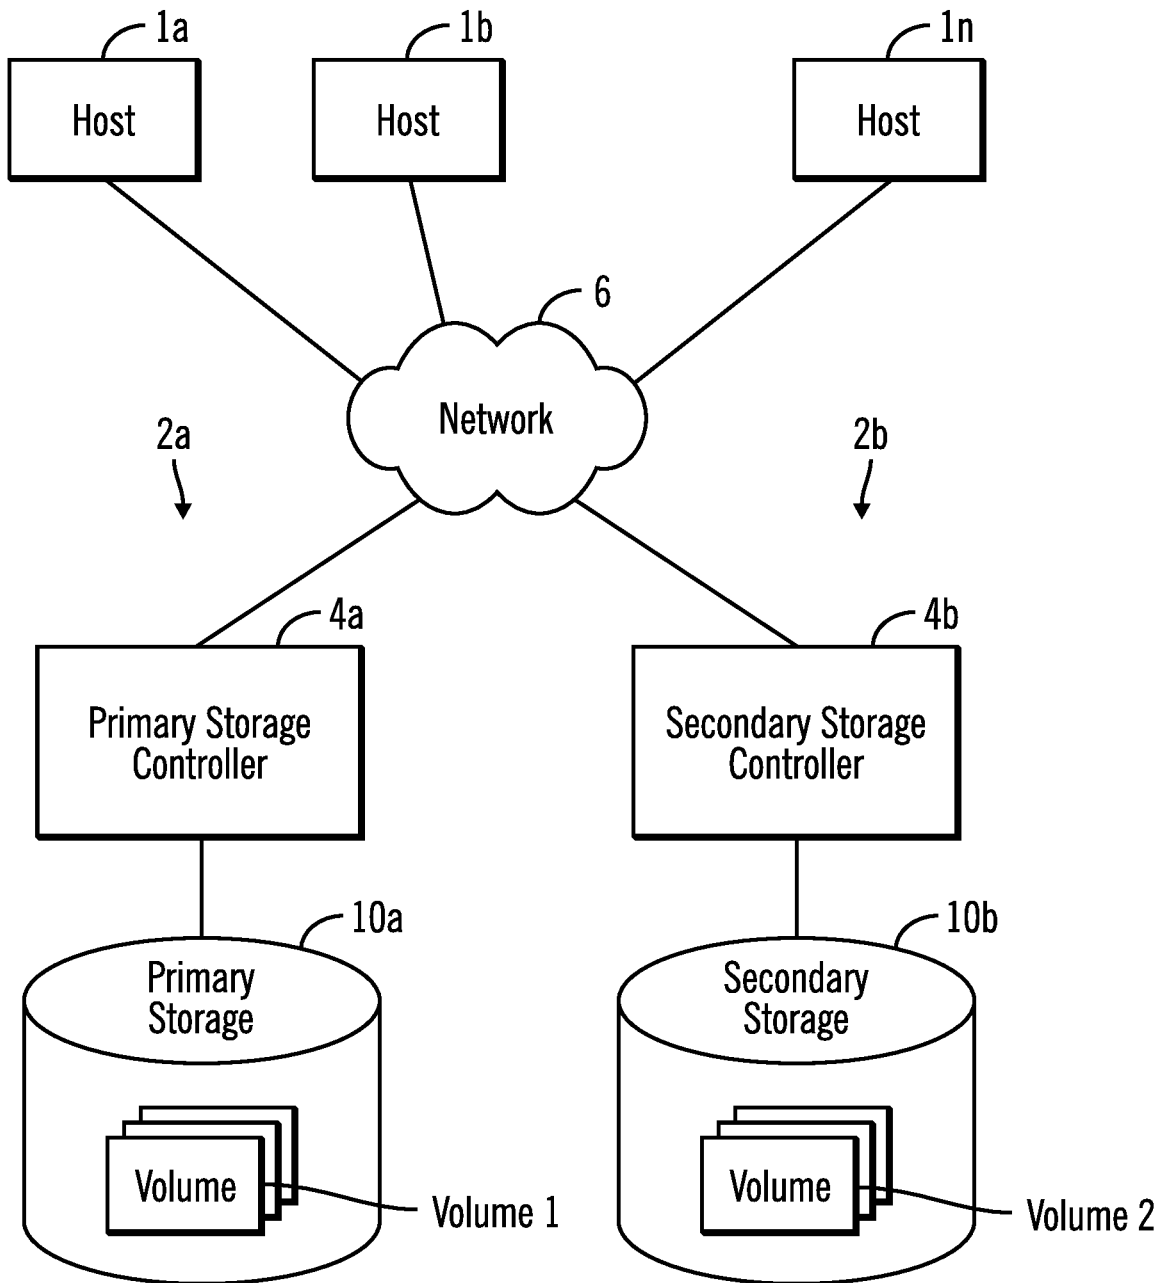 1a
1b
1n
Host
Host
Host
6
Network
2a
2b
4a
4b
Primary Storage
Controller
Secondary Storage
Controller
10a
10b
Primary
Storage
Secondary
Storage
Volume
Volume 1
Volume
Volume 2